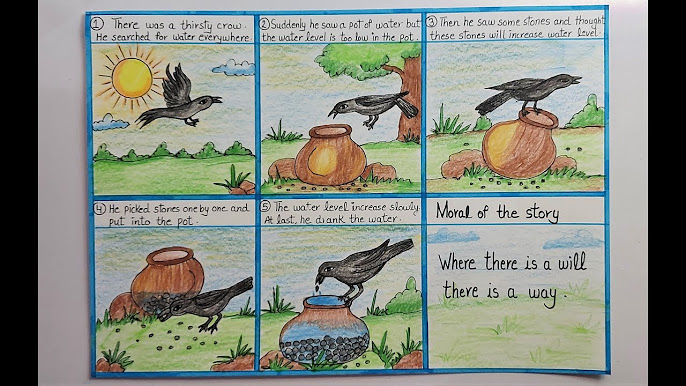 ① There was a thirsty crow.
He searched for water everywhere.
② Suddenly he saw a pot of water but
the water level is too low in the pot.
③ Then he saw some stones and thought
these stones will increase water level.
④ He picked stones one by one and
put into the pot.
⑤ The water level increase slowly.
At last, he drank the water.
Moral of the story
Where there is a will
there is a way.